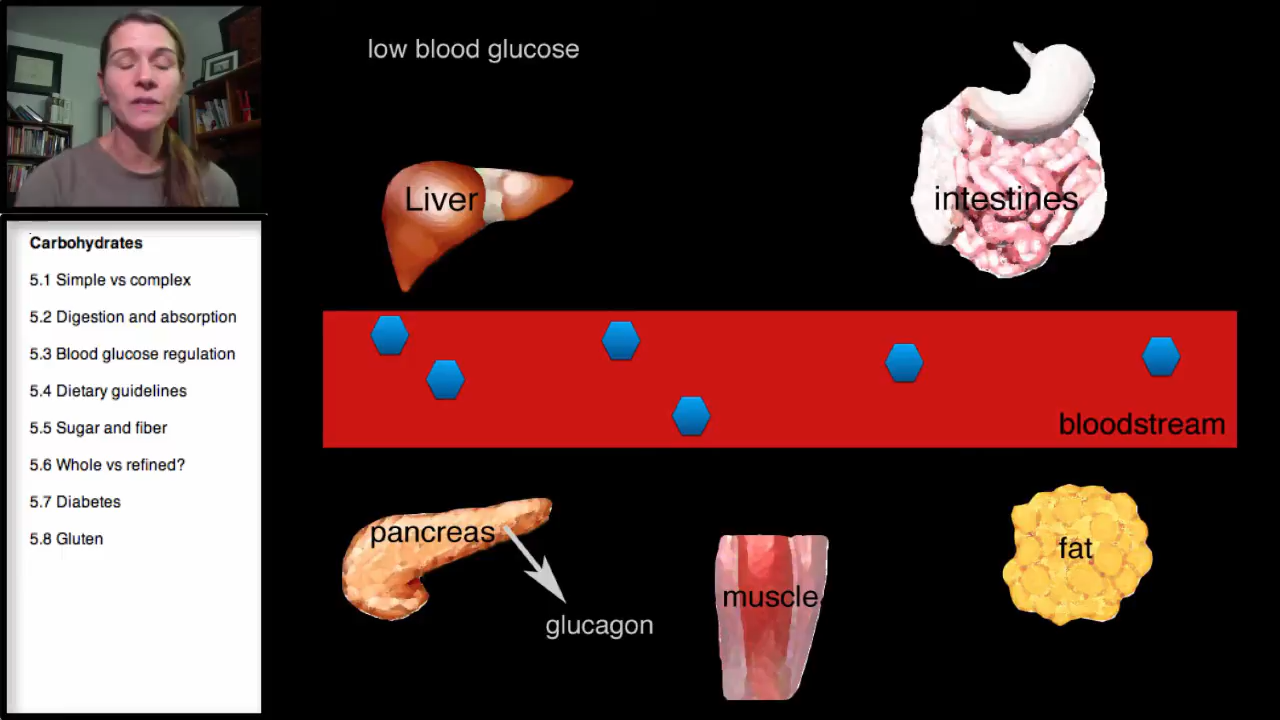 low blood glucose
Liver
intestines
Carbohydrates
5.1 Simple vs complex
5.2 Digestion and absorption
5.3 Blood glucose regulation
5.4 Dietary guidelines
5.5 Sugar and fiber
5.6 Whole vs refined?
5.7 Diabetes
5.8 Gluten
bloodstream
pancreas
glucagon
muscle
fat